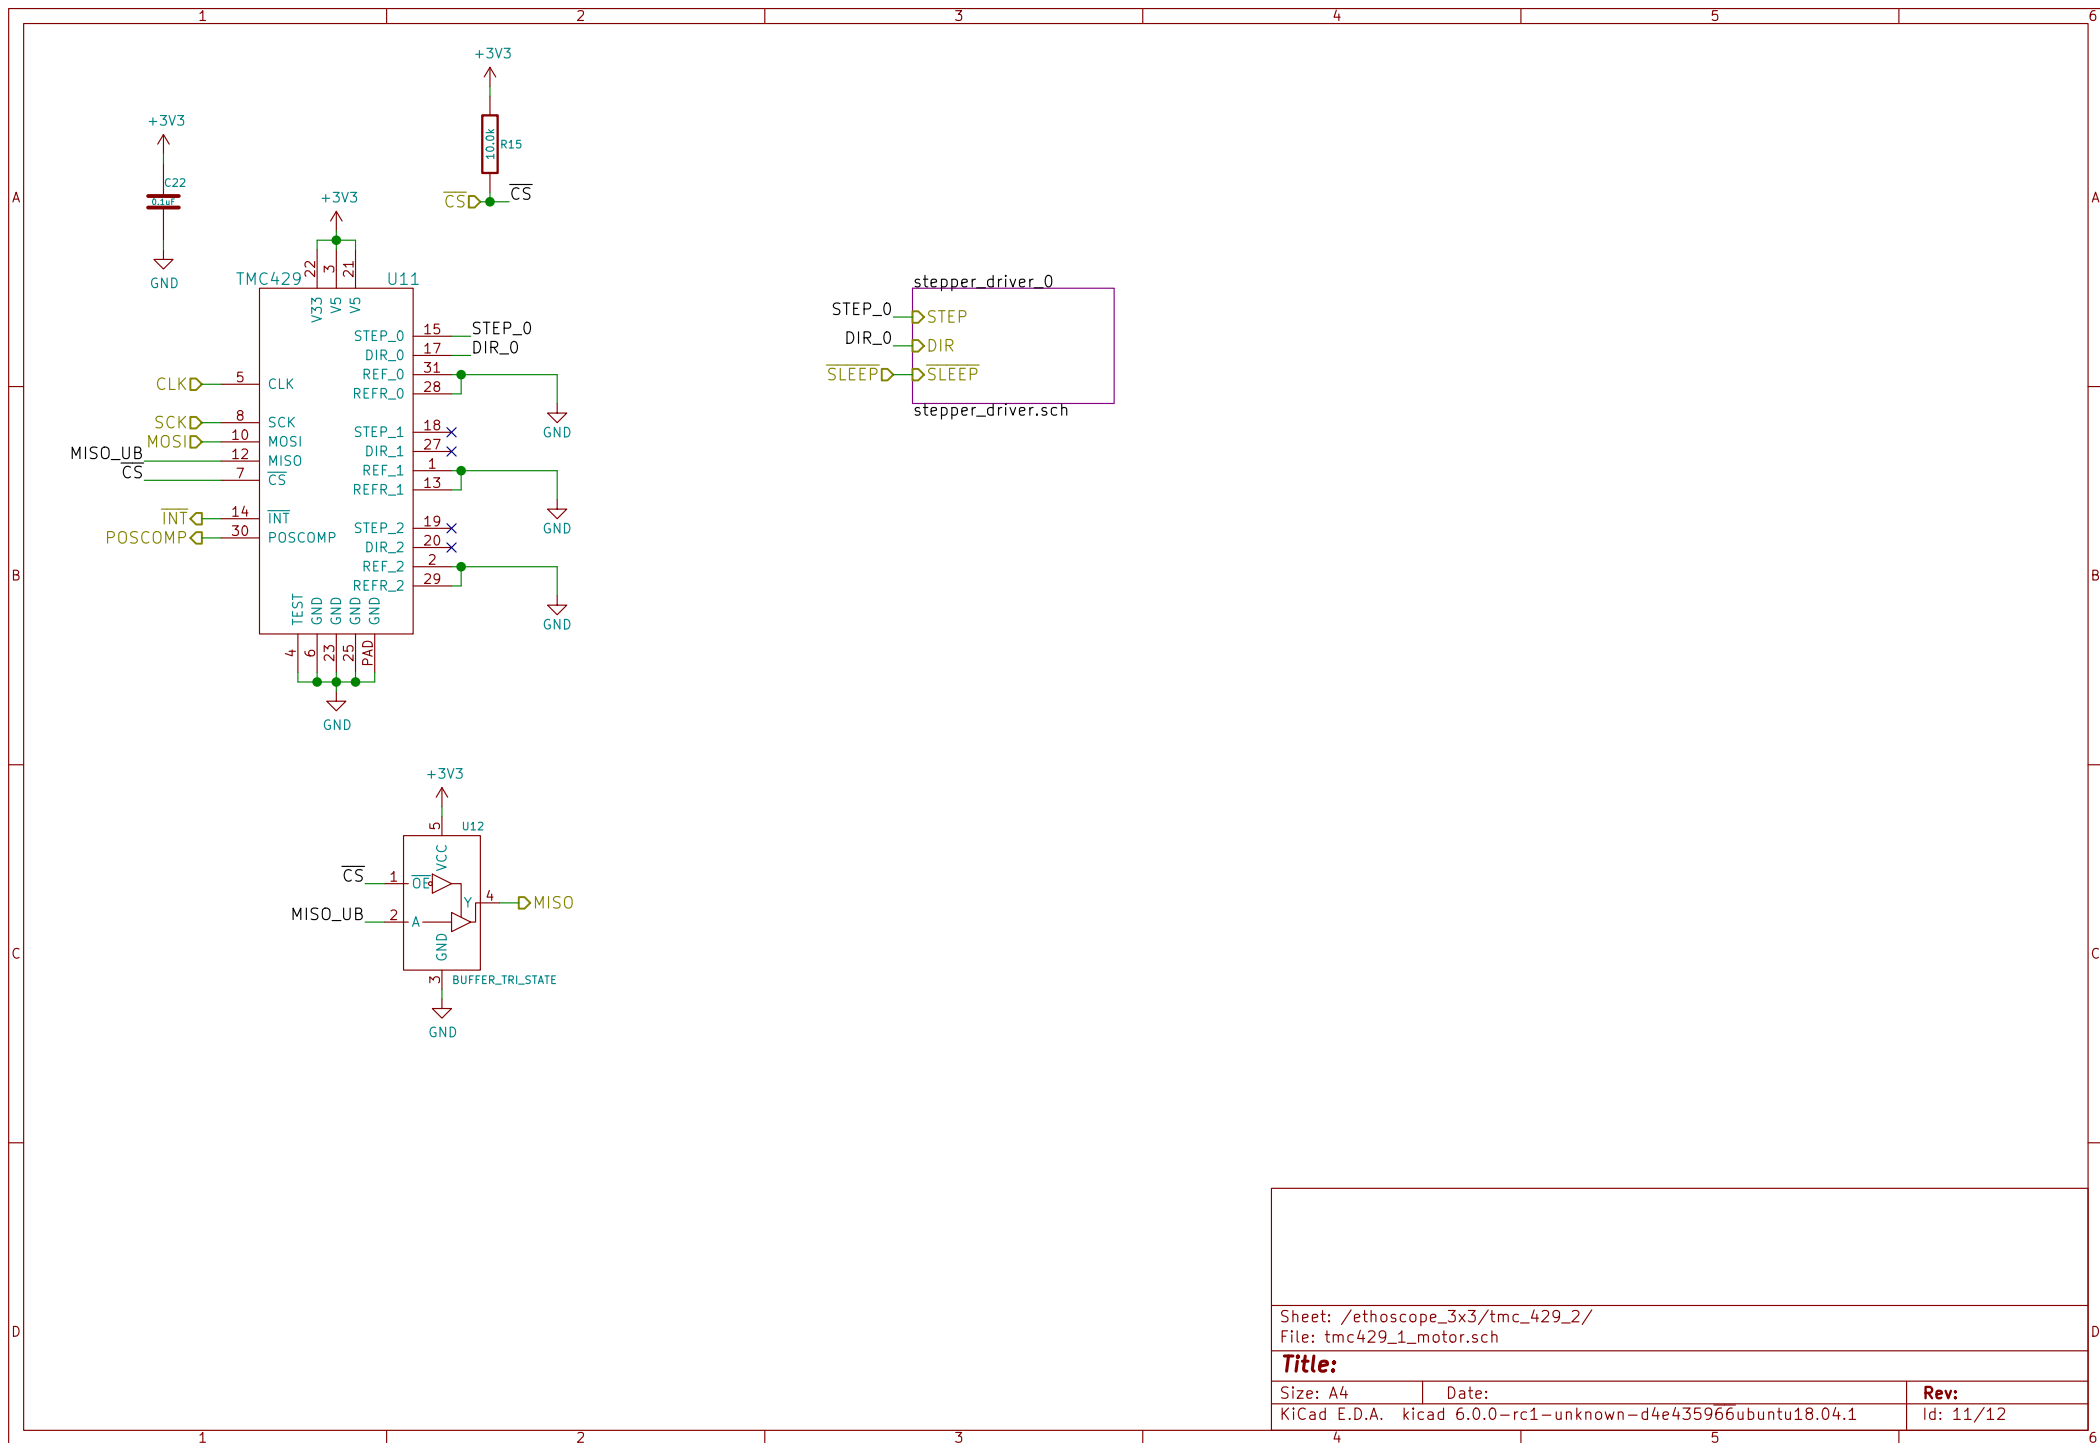 1 2 3 4 5 6
+3V3
10.0k
R15
CS
CS
+3V3
C22
0.1uF
GND
A
A
+3V3
22
3
21
TMC429
U11
V33
V5
V5
STEP_0
15
STEP_0
DIR_0
17
DIR_0
REF_0
31
REFR_0
28
GND
CLK
5
CLK
SCK
8
SCK
MOSI
10
MOSI
MISO_UB
12
MISO
CS
7
CS
STEP_1
18
DIR_1
27
REF_1
1
REFR_1
13
GND
INT
14
INT
POSCOMP
30
POSCOMP
STEP_2
19
DIR_2
20
REF_2
2
REFR_2
29
GND
TEST
GND
GND
GND
GND
4
6
23
25
PAD
GND
stepper_driver_0
STEP_0
STEP
DIR_0
DIR
SLEEP
SLEEP
stepper_driver.sch
B
B
+3V3
5
U12
VCC
CS
1
OE
Y
4
MISO
MISO_UB
2
A
GND
3
BUFFER_TRI_STATE
GND
C
C
D
D
Sheet: /ethoscope_3x3/tmc_429_2/
File: tmc429_1_motor.sch
Title:
Size: A4
Date:
Rev:
KiCad E.D.A. kicad 6.0.0-rc1-unknown-d4e435966ubuntu18.04.1
Id: 11/12
1 2 3 4 5 6